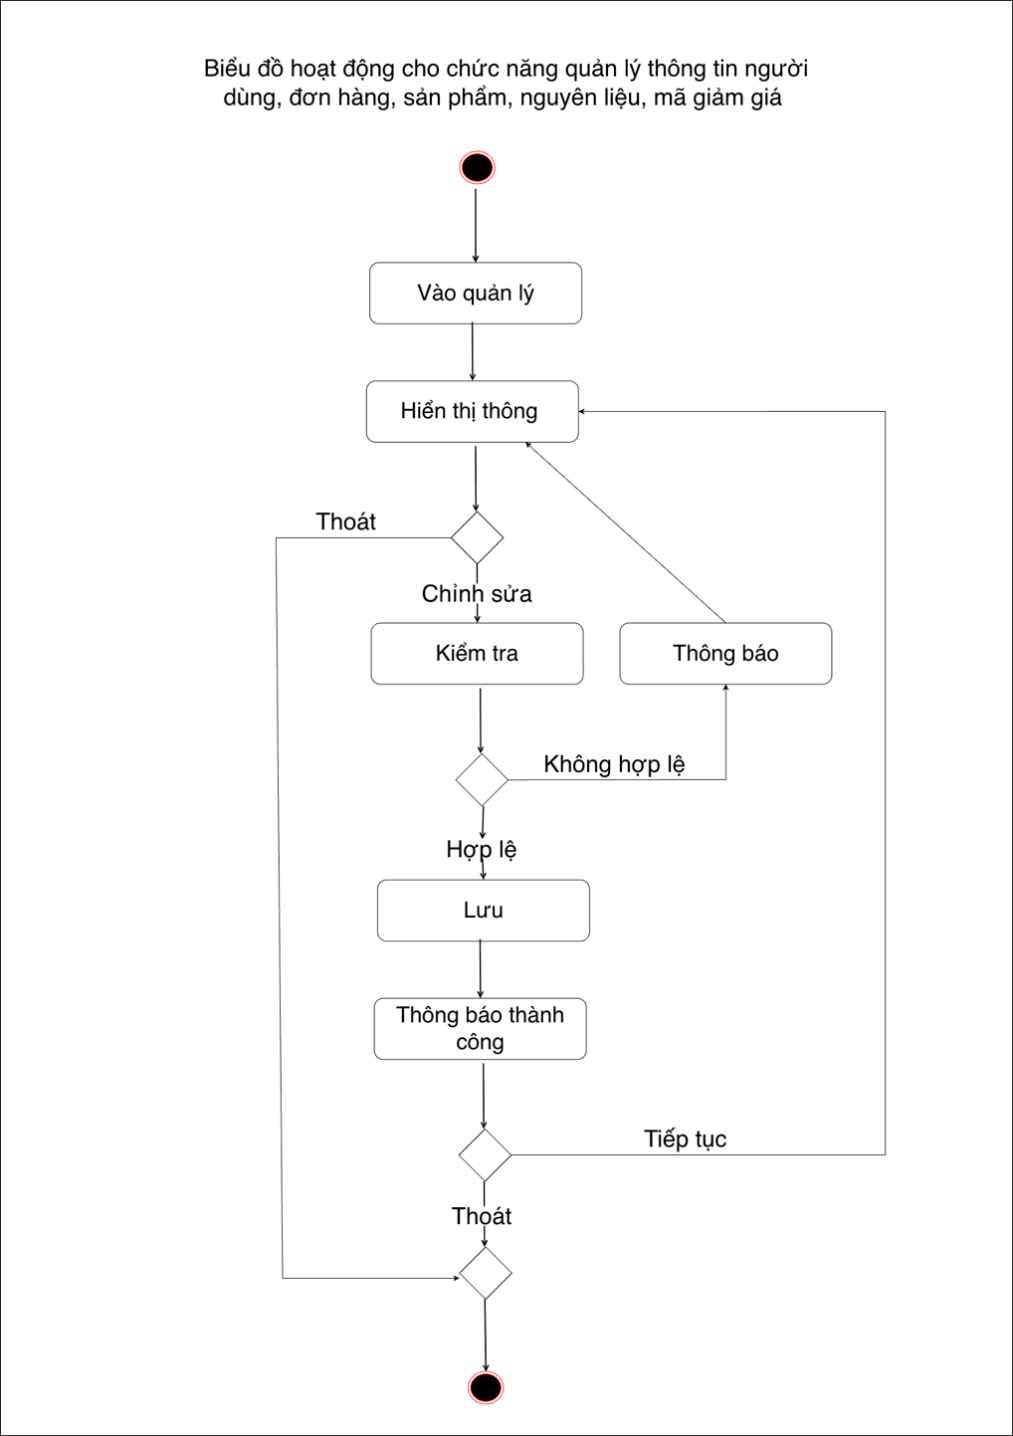 Biểu đồ hoạt động cho chức năng quản lý thông tin người
dùng, đơn hàng, sản phẩm, nguyên liệu, mã giảm giá
Vào quản lý
Hiển thị thông
Thoát
Chỉnh sửa
Kiểm tra
Thông báo
Không hợp lệ
Hợp lệ
Lưu
Thông báo thành
công
Tiếp tục
Thoát